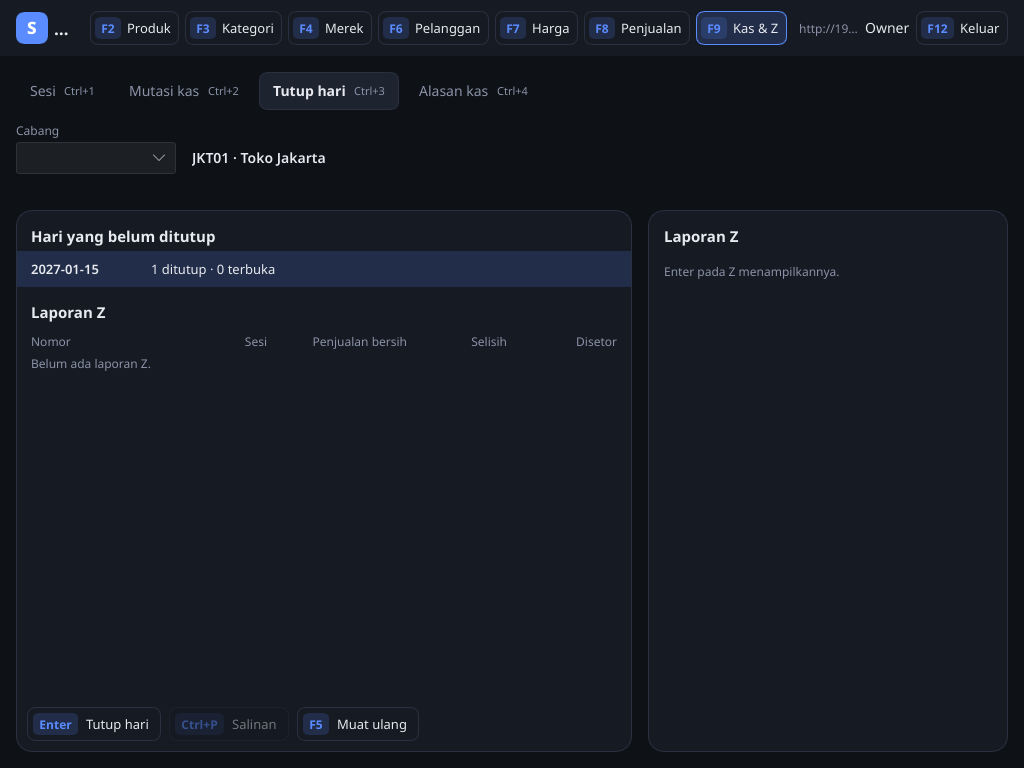 S ... F2 Produk F3 Kategori F4 Merek F6 Pelanggan F7 Harga F8 Penjualan F9 Kas & Z http://19... Owner F12 Keluar
Sesi Ctrl+1 Mutasi kas Ctrl+2 Tutup hari Ctrl+3 Alasan kas Ctrl+4
Cabang
JKT01 · Toko Jakarta
Hari yang belum ditutup
2027-01-15 1 ditutup · 0 terbuka
Laporan Z
Nomor Sesi Penjualan bersih Selisih Disetor
Belum ada laporan Z.
Enter Tutup hari Ctrl+P Salinan F5 Muat ulang
Laporan Z
Enter pada Z menampilkannya.